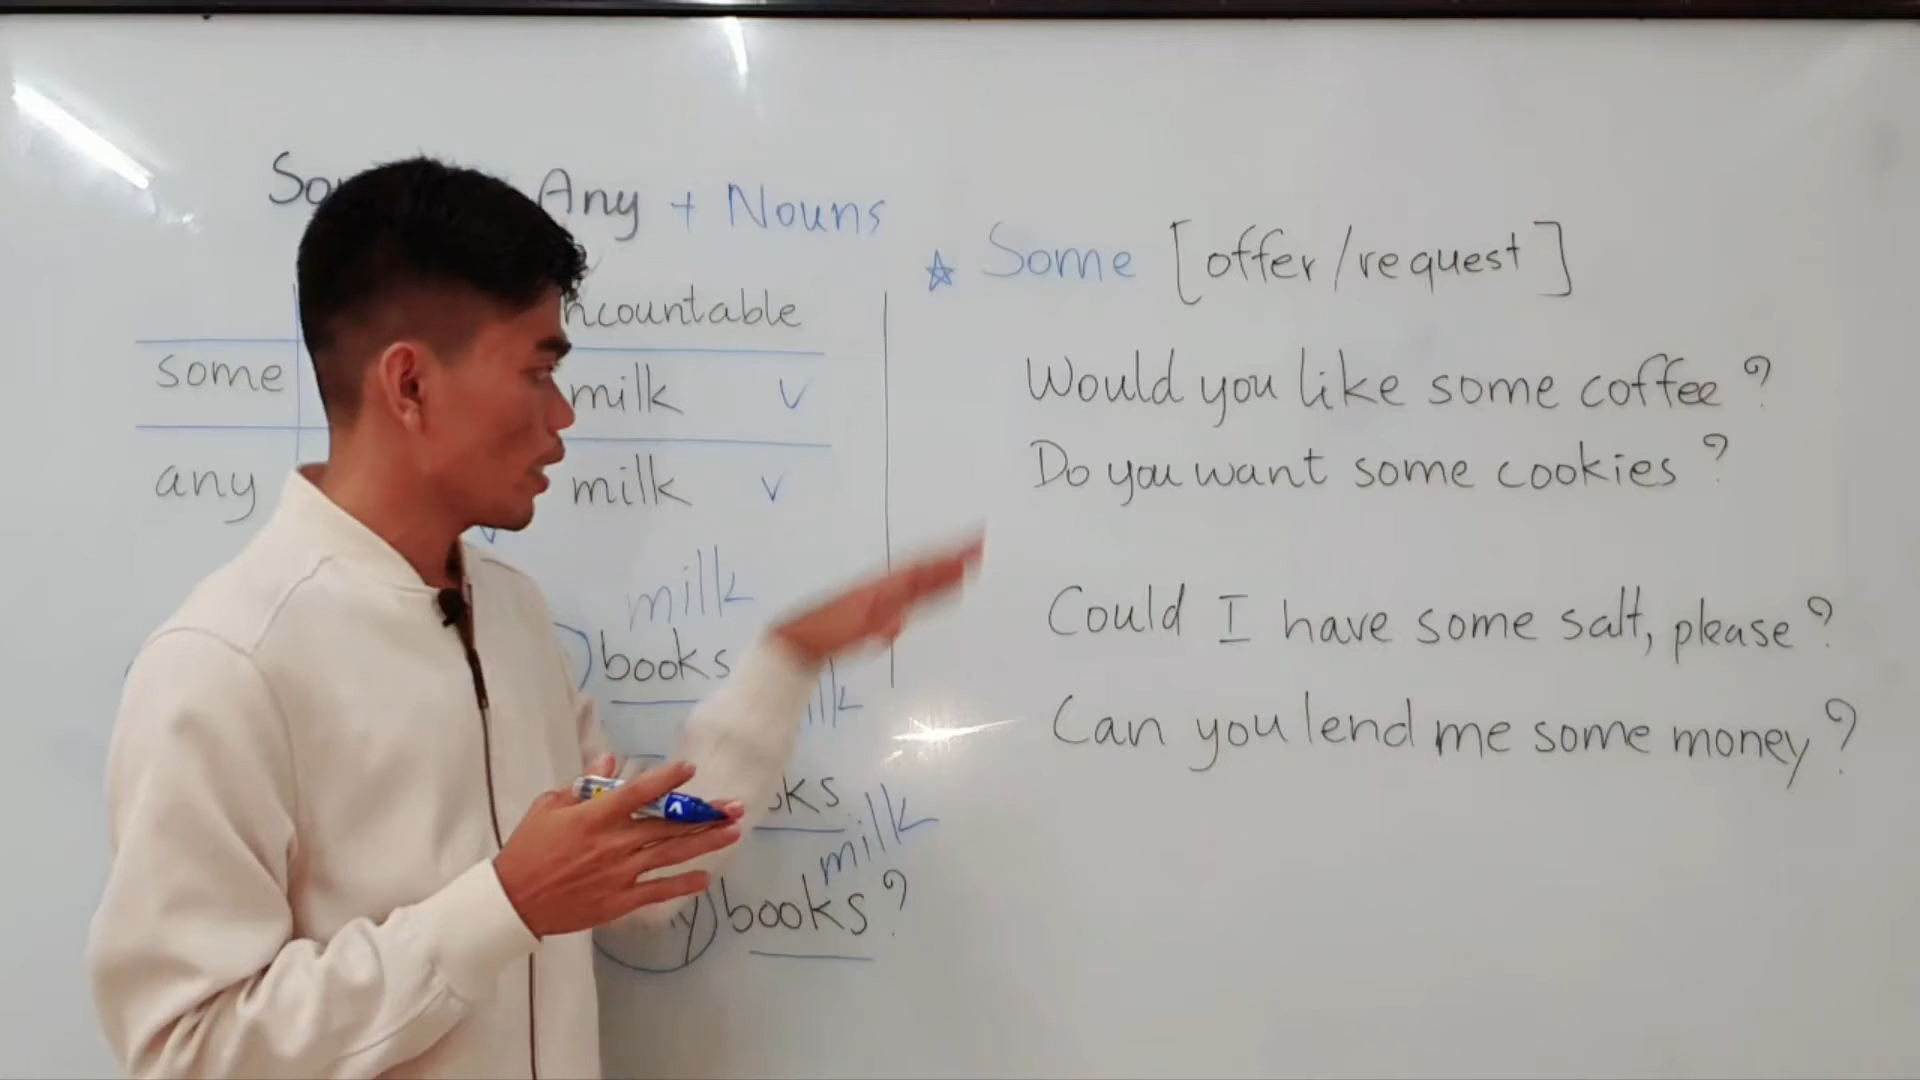 Any + Nouns
some milk v
any milk v
milk
books
milk
books?
☆ Some [offer/request]
Would you like some coffee?
Do you want some cookies?
Could I have some salt, please?
Can you lend me some money?